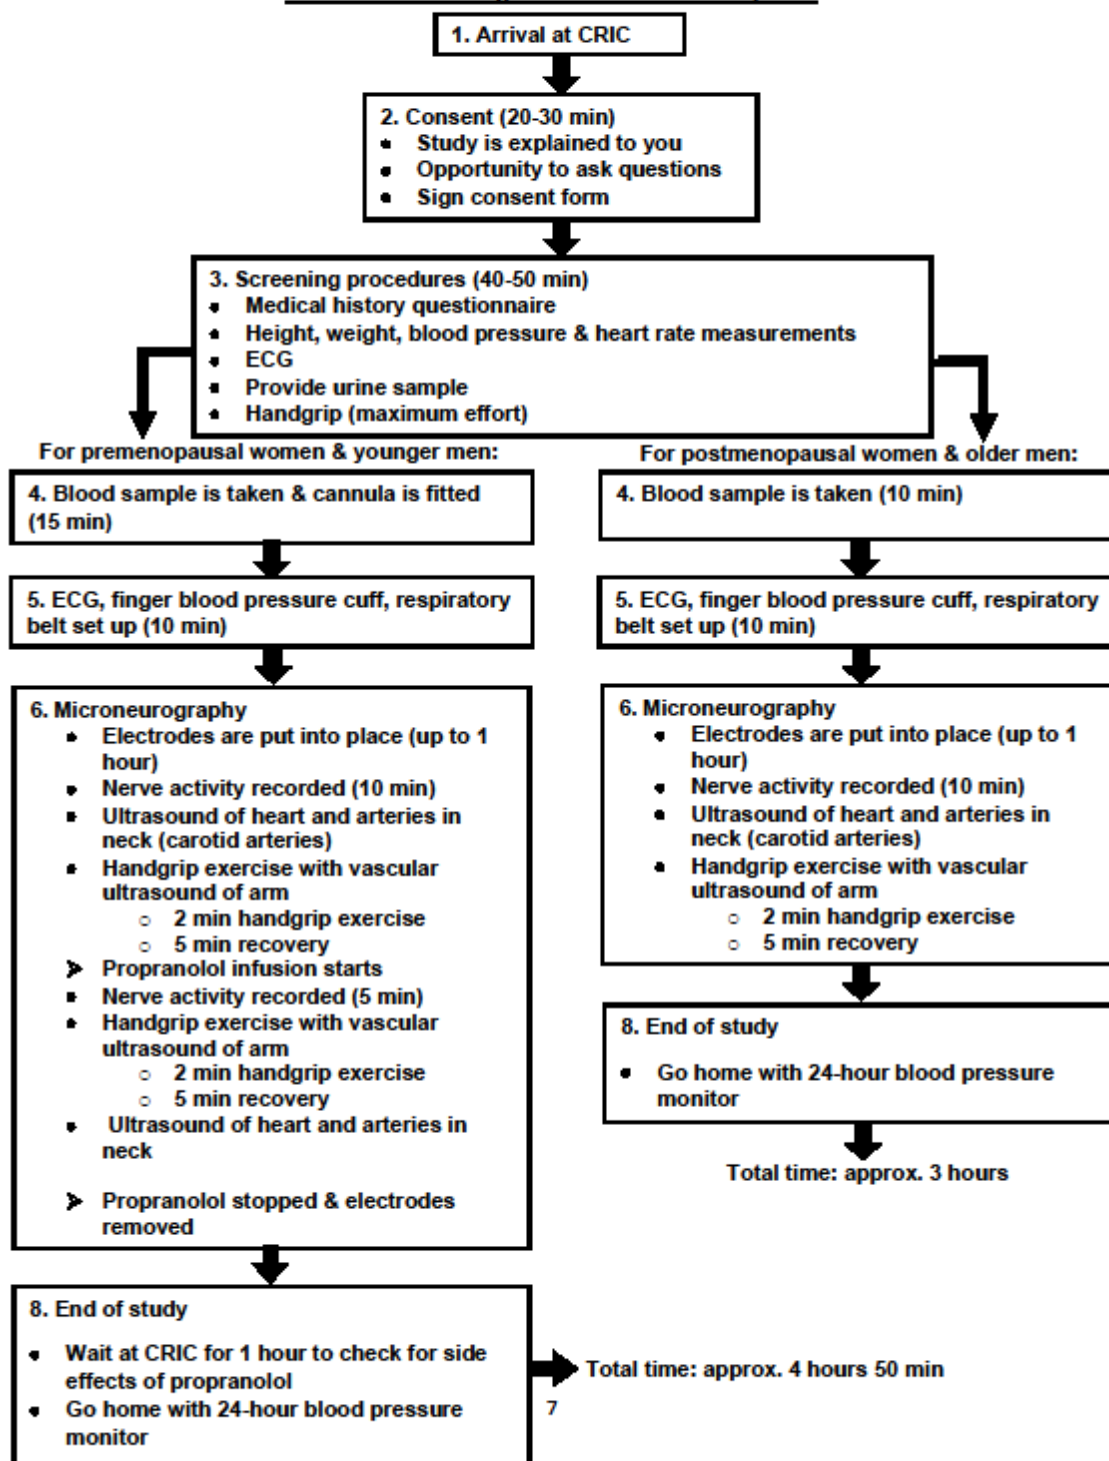 1. Arrival at CRIC
2. Consent (20-30 min)
• Study is explained to you
• Opportunity to ask questions
• Sign consent form
3. Screening procedures (40-50 min)
• Medical history questionnaire
• Height, weight, blood pressure & heart rate measurements
• ECG
• Provide urine sample
• Handgrip (maximum effort)
For premenopausal women & younger men:
4. Blood sample is taken & cannula is fitted
(15 min)
5. ECG, finger blood pressure cuff, respiratory
belt set up (10 min)
6. Microneurography
• Electrodes are put into place (up to 1
hour)
• Nerve activity recorded (10 min)
• Ultrasound of heart and arteries in
neck (carotid arteries)
• Handgrip exercise with vascular
ultrasound of arm
○ 2 min handgrip exercise
○ 5 min recovery
➤ Propranolol infusion starts
• Nerve activity recorded (5 min)
• Handgrip exercise with vascular
ultrasound of arm
○ 2 min handgrip exercise
○ 5 min recovery
• Ultrasound of heart and arteries in
neck
➤ Propranolol stopped & electrodes
removed
8. End of study
• Wait at CRIC for 1 hour to check for side
effects of propranolol
• Go home with 24-hour blood pressure
monitor
Total time: approx. 4 hours 50 min
For postmenopausal women & older men:
4. Blood sample is taken (10 min)
5. ECG, finger blood pressure cuff, respiratory
belt set up (10 min)
6. Microneurography
• Electrodes are put into place (up to 1
hour)
• Nerve activity recorded (10 min)
• Ultrasound of heart and arteries in
neck (carotid arteries)
• Handgrip exercise with vascular
ultrasound of arm
○ 2 min handgrip exercise
○ 5 min recovery
8. End of study
• Go home with 24-hour blood pressure
monitor
Total time: approx. 3 hours
7